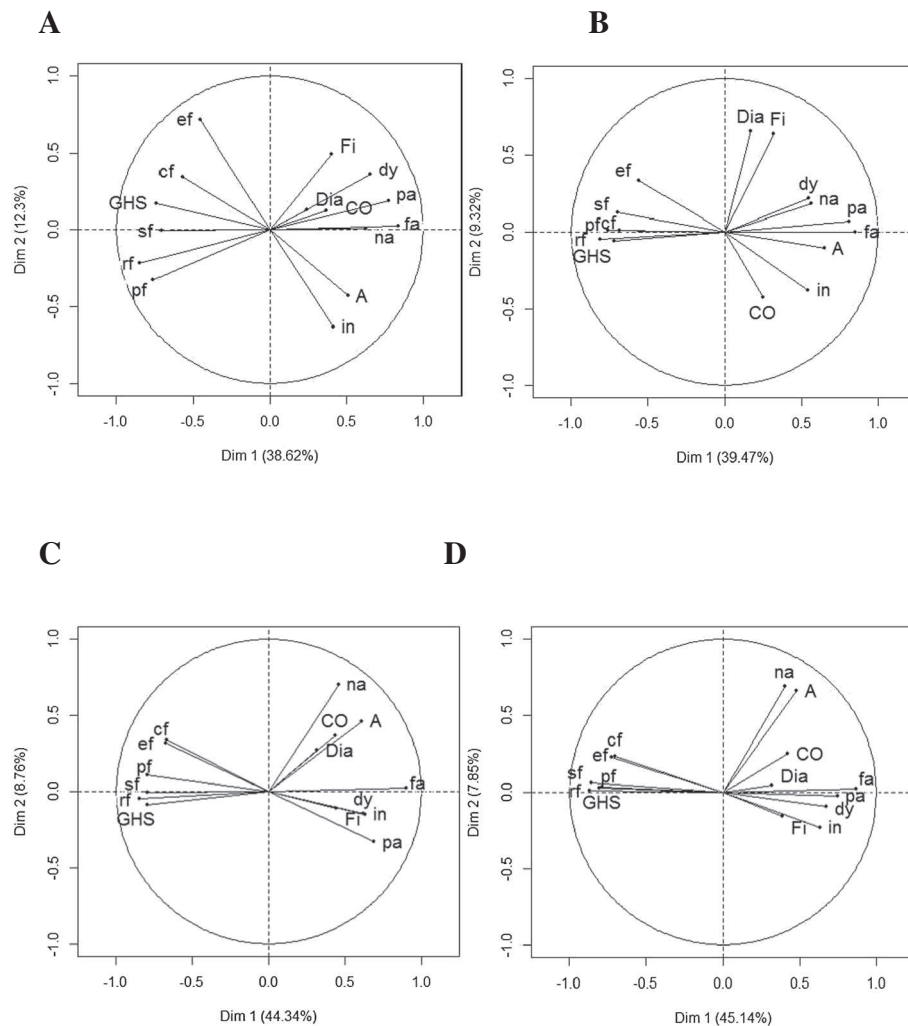 A
B
1.0
0.5
0.0
-0.5
-1.0
Dim 2 (12.3%)
ef
cf
GHS
sf
rf
pf
Fi
dy
Dia
pa
CO
fa
na
A
in
-1.0 -0.5 0.0 0.5 1.0
Dim 1 (38.62%)
1.0
0.5
0.0
-0.5
-1.0
Dim 2 (9.32%)
Dia
Fi
ef
sf
dy
na
pa
pfcf
fa
rf
A
GHS
in
CO
-1.0 -0.5 0.0 0.5 1.0
Dim 1 (39.47%)
C
D
1.0
0.5
0.0
-0.5
-1.0
Dim 2 (8.76%)
na
CO
A
cf
ef
Dia
pf
sf
fa
rf
dy
in
GHS
Fi
pa
-1.0 -0.5 0.0 0.5 1.0
Dim 1 (44.34%)
1.0
0.5
0.0
-0.5
-1.0
Dim 2 (7.85%)
na
A
cf
ef
CO
sf
pf
Dia
fa
rf
pa
GHS
dy
Fi
in
-1.0 -0.5 0.0 0.5 1.0
Dim 1 (45.14%)